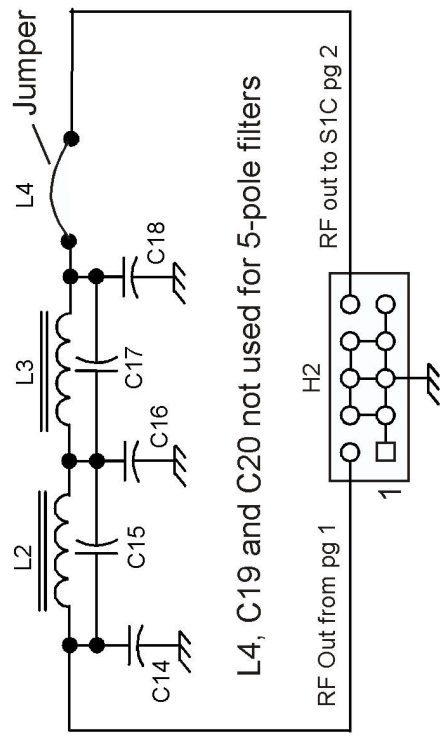 Jumper
L4
L3
L2
C18
C17
C16
C15
C14
L4, C19 and C20 not used for 5-pole filters
RF Out from pg 1
H2
RF out to S1C pg 2
1